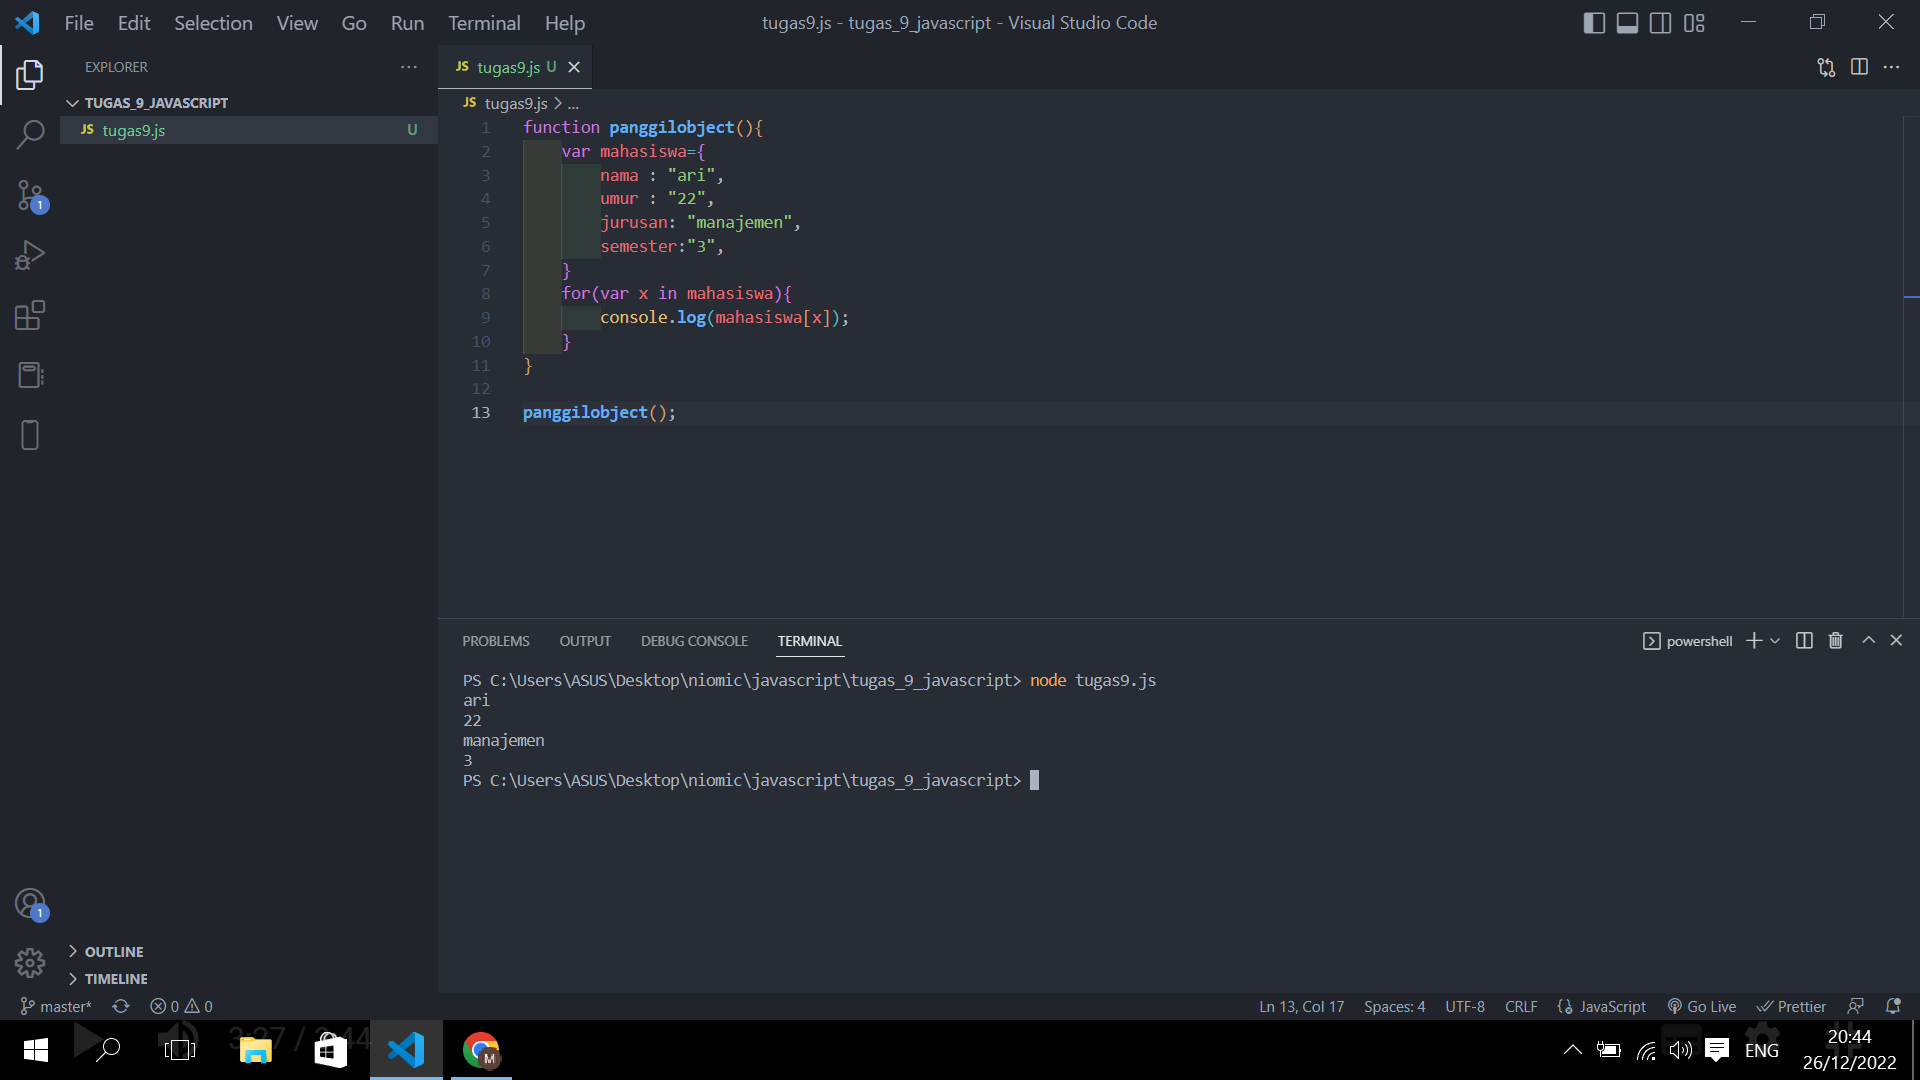 File Edit Selection View Go Run Terminal Help
tugas9.js - tugas_9_javascript - Visual Studio Code
EXPLORER
TUGAS_9_JAVASCRIPT
JS tugas9.js U
1
JS tugas9.js U
JS tugas9.js > ...
1 function panggilobject(){
2     var mahasiswa={
3         nama : "ari",
4         umur : "22",
5         jurusan: "manajemen",
6         semester:"3",
7     }
8     for(var x in mahasiswa){
9         console.log(mahasiswa[x]);
10     }
11 }
12
13 panggilobject();
PROBLEMS OUTPUT DEBUG CONSOLE TERMINAL
powershell
PS C:\Users\ASUS\Desktop\niomic\javascript\tugas_9_javascript> node tugas9.js
ari
22
manajemen
3
PS C:\Users\ASUS\Desktop\niomic\javascript\tugas_9_javascript>
1
OUTLINE
TIMELINE
master* 0 0
Ln 13, Col 17 Spaces: 4 UTF-8 CRLF JavaScript Go Live Prettier
M
ENG
20:44
26/12/2022